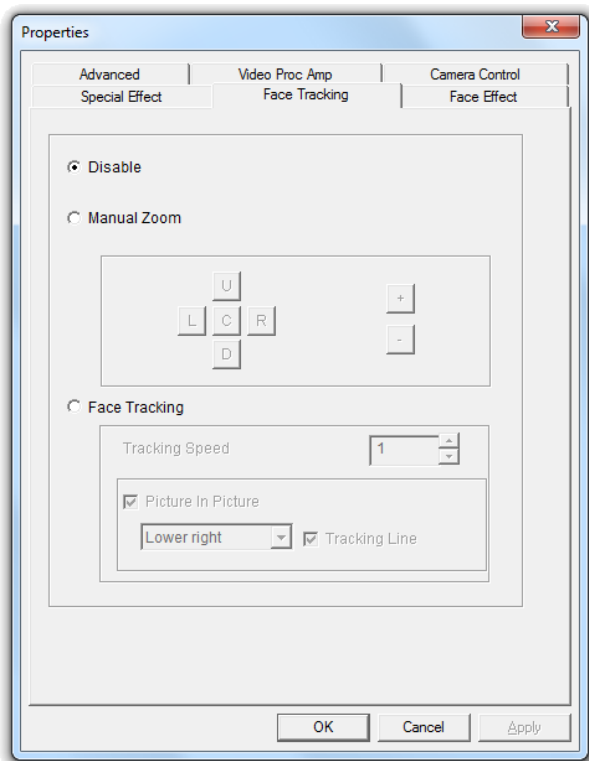 Properties
Advanced Video Proc Amp Camera Control
Special Effect Face Tracking Face Effect
Disable
Manual Zoom
U
+
L C R
-
D
Face Tracking
Tracking Speed 1
Picture In Picture
Lower right Tracking Line
OK Cancel Apply